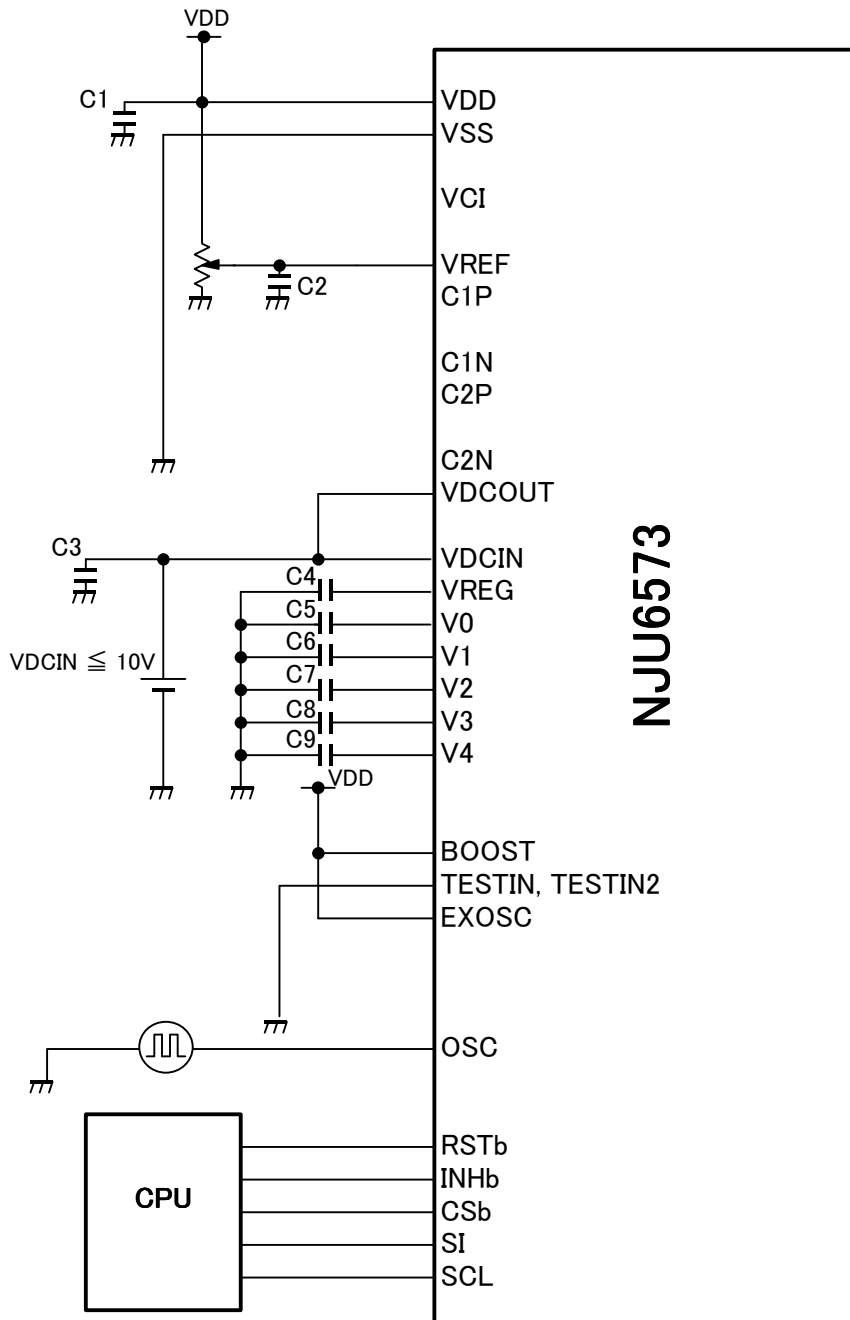 VDD
C1
VDD
VSS
VCI
VREF
C2
C1P
C1N
C2P
C2N
VDCOUT
C3
VDCIN
C4
VREG
C5
V0
C6
V1
VDCIN ≦ 10V
C7
V2
C8
V3
C9
V4
VDD
BOOST
TESTIN, TESTIN2
EXOSC
OSC
CPU
RSTb
INHb
CSb
SI
SCL
NJU6573